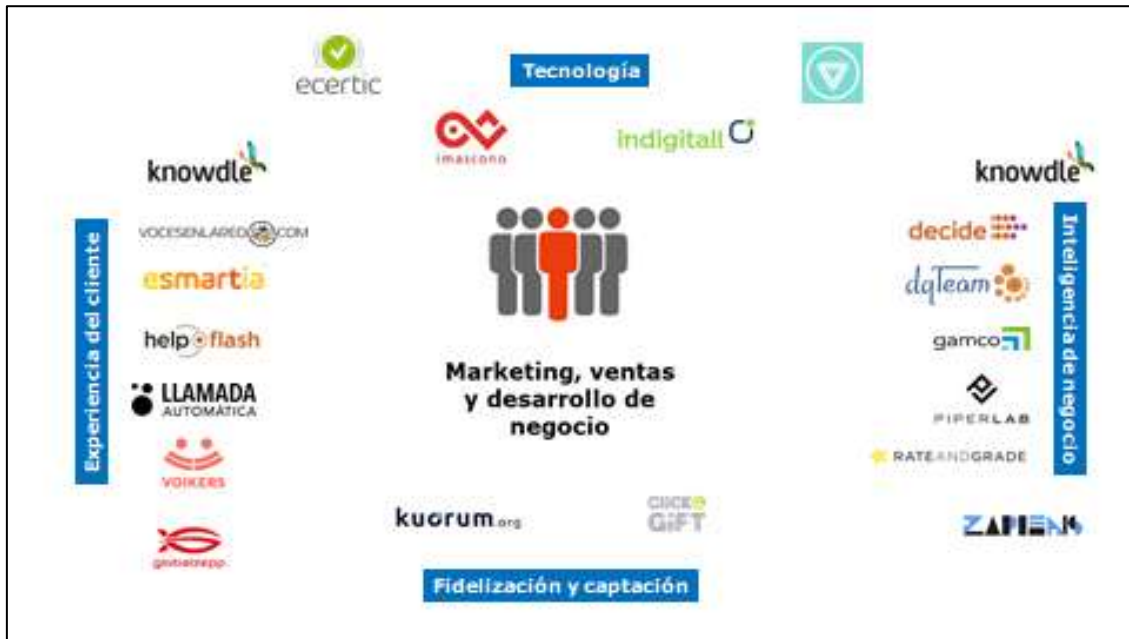 ecertic
Tecnología
imascono
indigitall
knowdle
knowdle
VOCESENLARED.COM
esmartia
help flash
LLAMADA
AUTOMÁTICA
VOIKERS
Experiencia del cliente
Marketing, ventas
y desarrollo de
negocio
decide
dqTeam
gamco
PIPERLAB
RATEANDGRADE
ZAPIENS
Inteligencia de negocio
kuorum.org
CLICK
GiFT
Fidelización y captación